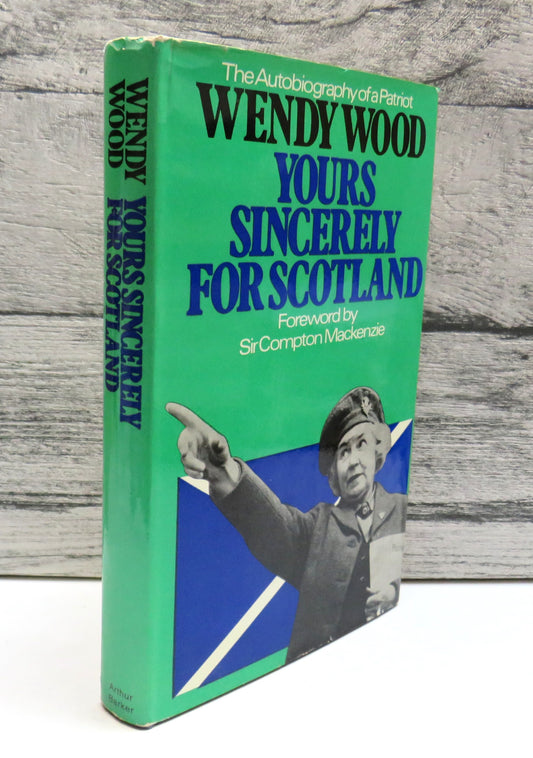 The Autobiography of a Patriot
WENDY WOOD
YOURS
SINCERELY
FOR SCOTLAND
Foreword by
Sir Compton Mackenzie
WENDY
WOOD
YOURS SINCERELY
FOR SCOTLAND
Arthur
Barker